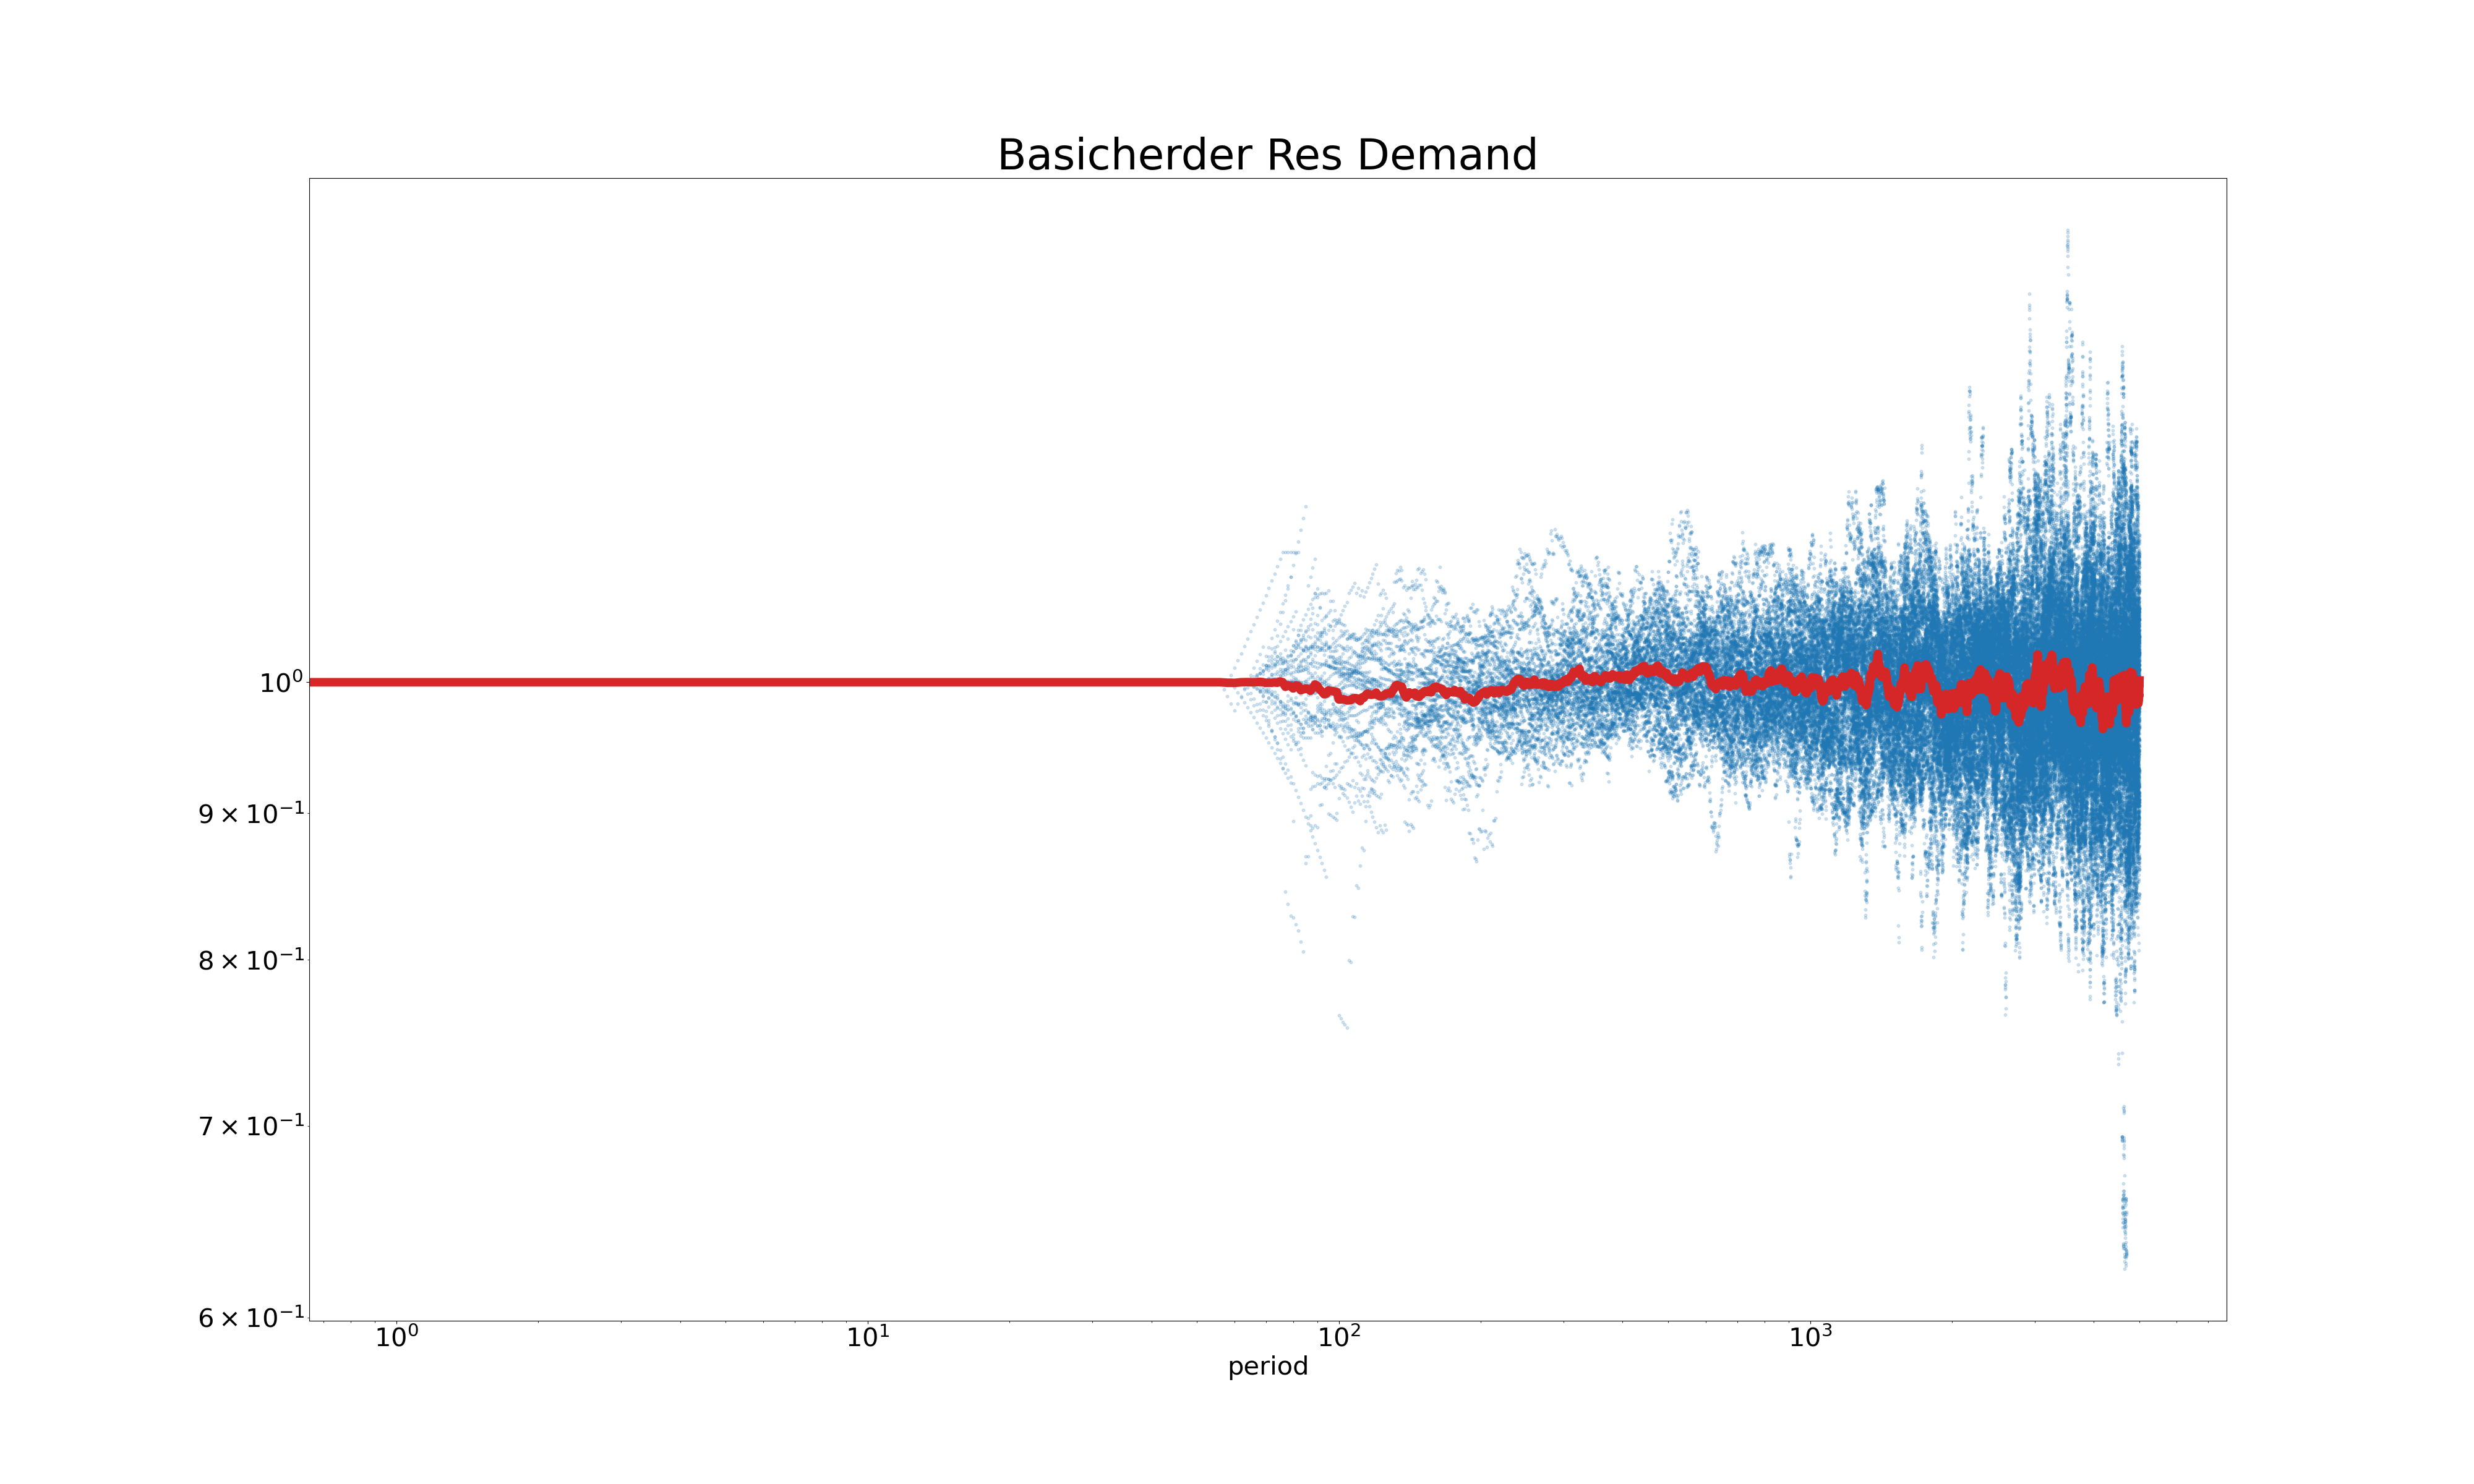 Basicherder Res Demand
10⁰
9 × 10⁻¹
8 × 10⁻¹
7 × 10⁻¹
6 × 10⁻¹
10⁰ 10¹ 10² 10³
period